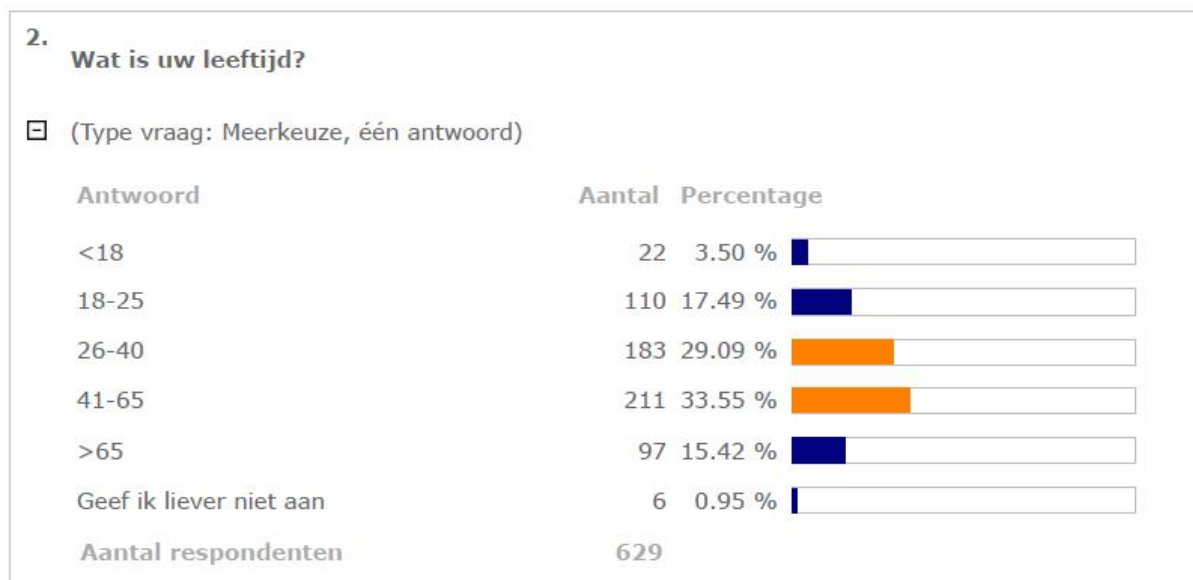 2.
Wat is uw leeftijd?
(Type vraag: Meerkeuze, één antwoord)
Antwoord Aantal Percentage
<18 22 3.50 %
18-25 110 17.49 %
26-40 183 29.09 %
41-65 211 33.55 %
>65 97 15.42 %
Geef ik liever niet aan 6 0.95 %
Aantal respondenten 629